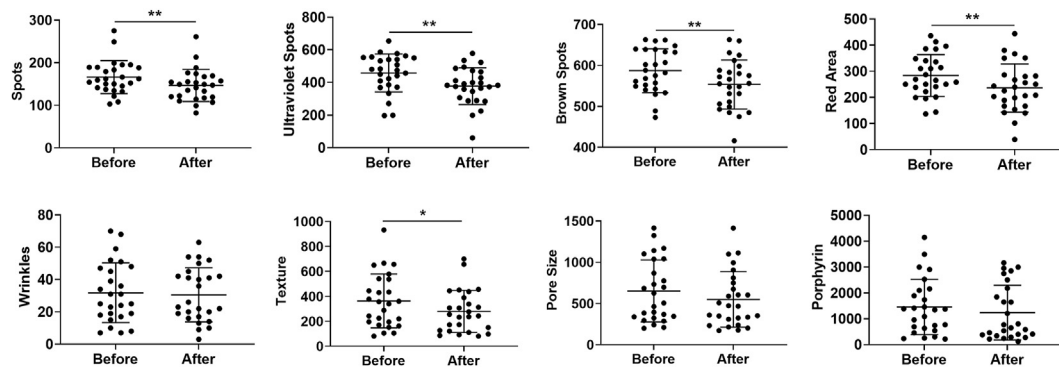 **
Spots
300
200
100
0
Before
After
**
Ultraviolet Spots
800
600
400
200
0
Before
After
**
Brown Spots
700
600
500
400
Before
After
**
Red Area
500
400
300
200
100
0
Before
After
Wrinkles
80
60
40
20
0
Before
After
*
Texture
1000
800
600
400
200
0
Before
After
Pore Size
1500
1000
500
0
Before
After
Porphyrin
5000
4000
3000
2000
1000
0
Before
After